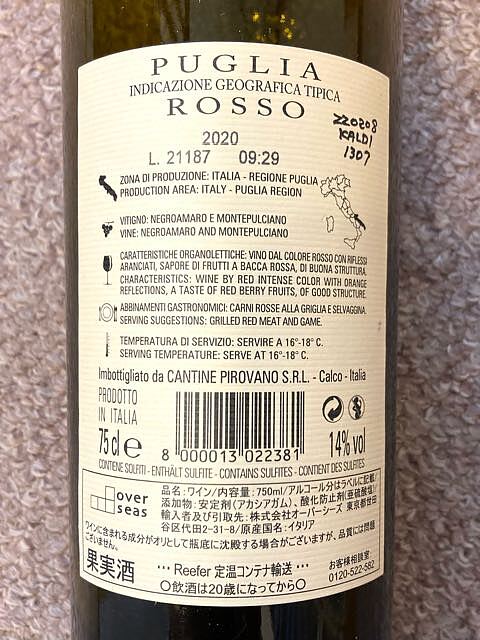 PUGLIA
INDICAZIONE GEOGRAFICA TIPICA
ROSSO
220208
KALDI
1307
2020
L. 21187 09:29
ZONA DI PRODUZIONE: ITALIA - REGIONE PUGLIA
PRODUCTION AREA: ITALY - PUGLIA REGION
VITIGNO: NEGROAMARO E MONTEPULCIANO
VINE: NEGROAMARO AND MONTEPULCIANO
CARATTERISTICHE ORGANOLETTICHE: VINO DAL COLORE ROSSO CON RIFLESSI
ARANCIATI, SAPORE DI FRUTTI A BACCA ROSSA, DI BUONA STRUTTURA.
CHARACTERISTICS: WINE BY RED INTENSE COLOR WITH ORANGE
REFLECTIONS, A TASTE OF RED BERRY FRUITS, OF GOOD STRUCTURE.
ABBINAMENTI GASTRONOMICI: CARNI ROSSE ALLA GRIGLIA E SELVAGGINA.
SERVING SUGGESTIONS: GRILLED RED MEAT AND GAME.
TEMPERATURA DI SERVIZIO: SERVIRE A 16°-18° C.
SERVING TEMPERATURE: SERVE AT 16°-18° C.
Imbottigliato da CANTINE PIROVANO S.R.L. - Calco - Italia
PRODOTTO
IN ITALIA
75 cl e
8 000013 022381
14% vol
CONTIENE SOLFITI - ENTHÄLT SULFITE - CONTAINS SULFITES - CONTIENT DES SULFITES
over
seas
品名:ワイン/内容量:750ml/アルコール分はラベルに記載/
添加物:安定剤(アカシアガム)、酸化防止剤(亜硫酸塩)/
輸入者及び引取先:株式会社オーバーシーズ 東京都世田
谷区代田2-31-8/原産国名:イタリア
ワインに含まれる成分がオリとして瓶底に沈殿する場合がございますが、品質には問題
ございません。
果実酒
… Reefer 定温コンテナ輸送 …
〇飲酒は20歳になってから〇
お客様相談室
0120-522-582